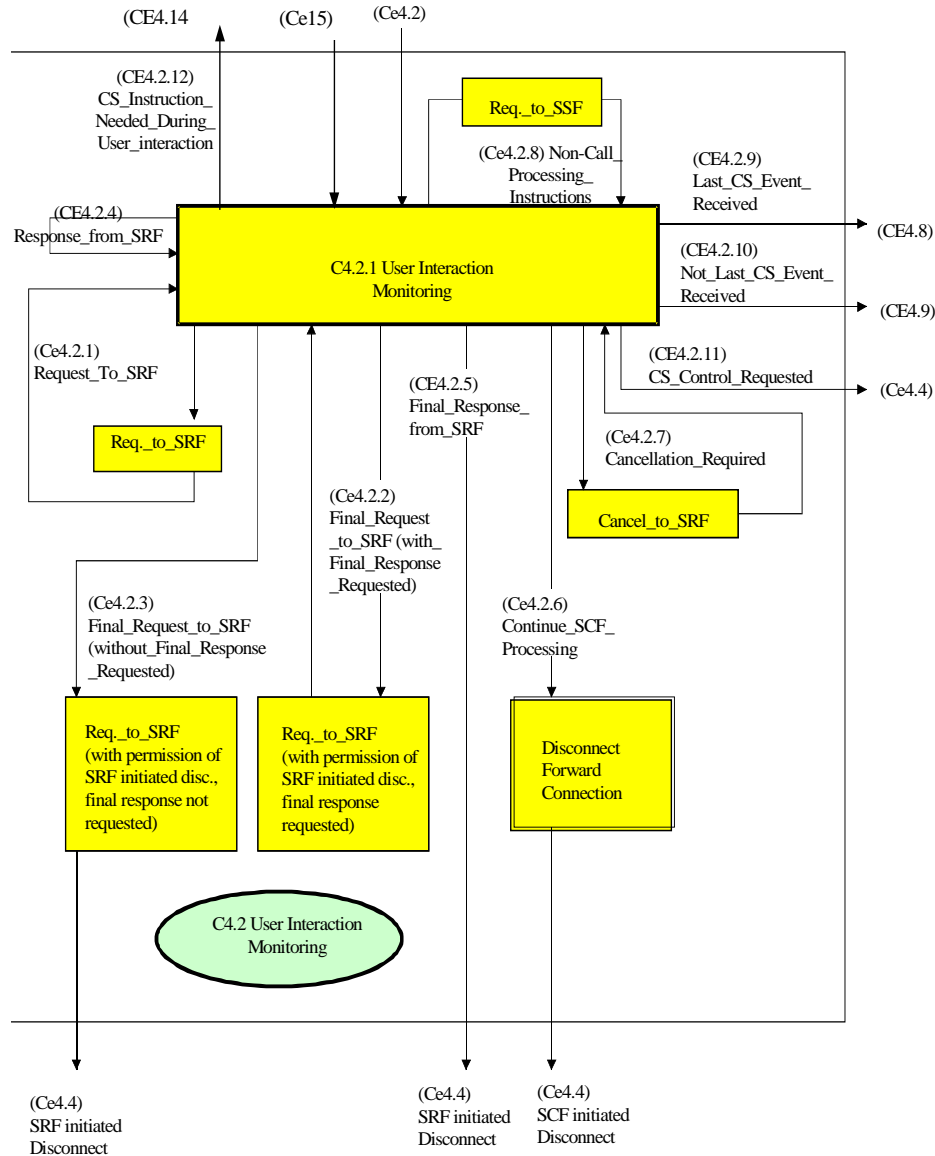 (CE4.14
(Ce15)
(Ce4.2)
(CE4.2.12)
CS_Instruction_
Needed_During_
User_interaction
Req._to_SSF
(Ce4.2.8) Non-Call_
Processing_
Instructions
(CE4.2.9)
Last_CS_Event_
Received
(CE4.8)
(CE4.2.4)
Response_from_SRF
C4.2.1 User Interaction
Monitoring
(CE4.2.10)
Not_Last_CS_Event_
Received
(CE4.9)
(Ce4.2.1)
Request_To_SRF
(CE4.2.5)
Final_Response_
from_SRF
(CE4.2.11)
CS_Control_Requested
(Ce4.4)
Req._to_SRF
(Ce4.2.7)
Cancellation_Required
(Ce4.2.2)
Final_Request
_to_SRF (with_
_Final_Response
_Requested)
Cancel_to_SRF
(Ce4.2.3)
Final_Request_to_SRF
(without_Final_Response
_Requested)
(Ce4.2.6)
Continue_SCF_
Processing
Req._to_SRF
(with permission of
SRF initiated disc.,
final response not
requested)
Req._to_SRF
(with permission of
SRF initiated disc.,
final response
requested)
Disconnect
Forward
Connection
C4.2 User Interaction
Monitoring
(Ce4.4)
SRF initiated
Disconnect
(Ce4.4)
SRF initiated
Disconnect
(Ce4.4)
SCF initiated
Disconnect